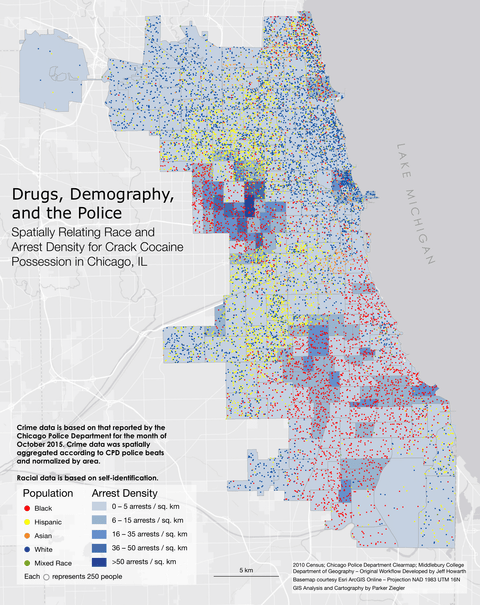 LAKE MICHIGAN
Drugs, Demography,
and the Police
Spatially Relating Race and
Arrest Density for Crack Cocaine
Possession in Chicago, IL
Crime data is based on that reported by the
Chicago Police Department for the month of
October 2015. Crime data was spatially
aggregated according to CPD police beats
and normalized by area.
Racial data is based on self-identification.
Population
Black
Hispanic
Asian
White
Mixed Race
Each represents 250 people
Arrest Density
0 – 5 arrests / sq. km
6 – 15 arrests / sq. km
16 – 35 arrests / sq. km
36 – 50 arrests / sq. km
>50 arrests / sq. km
5 km
2010 Census; Chicago Police Department Clearmap; Middlebury College
Department of Geography – Original Workflow Developed by Jeff Howarth
Basemap courtesy Esri ArcGIS Online – Projection NAD 1983 UTM 16N
GIS Analysis and Cartography by Parker Ziegler